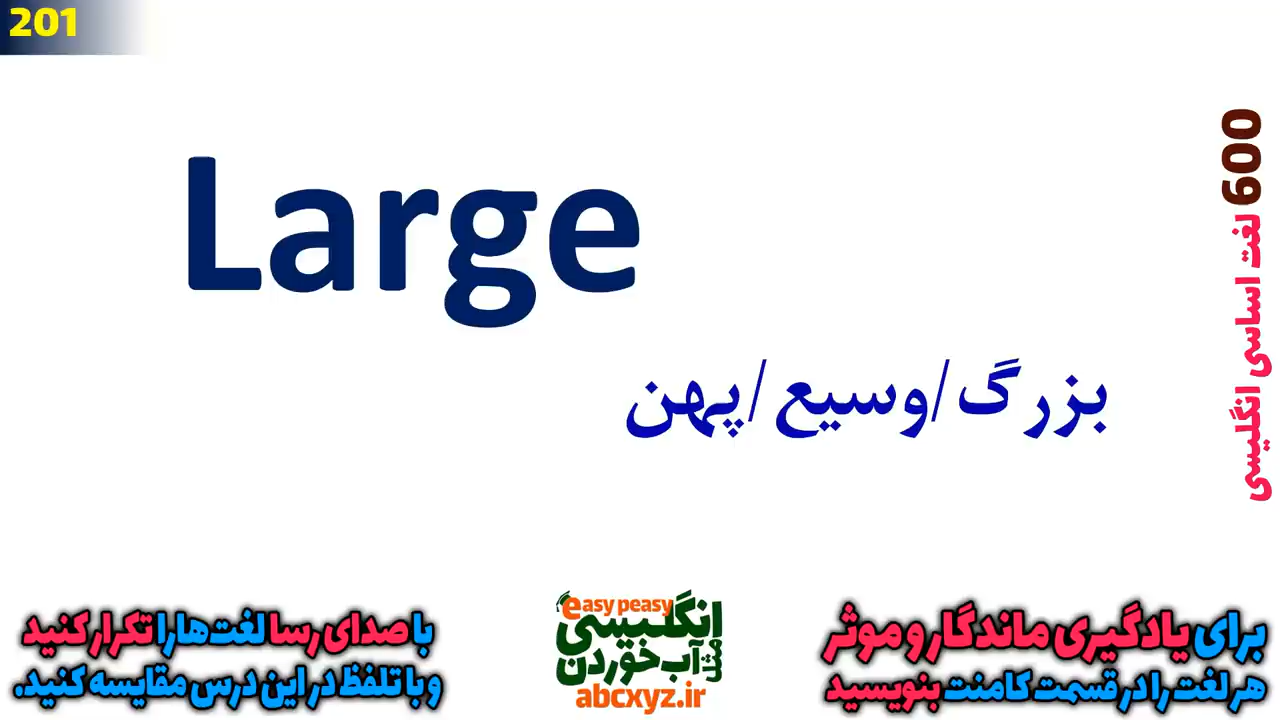 201
Large
بزرگ/وسیع/پهن
600 لغت اساسی انگلیسی
برای یادگیری ماندگار و موثر
هر لغت را در قسمت کامنت بنویسید
easy peasy
انگلیسی
مثل آب خوردن
abcxyz.ir
با صدای رسا لغت‌ها را تکرار کنید
و با تلفظ در این درس مقایسه کنید.